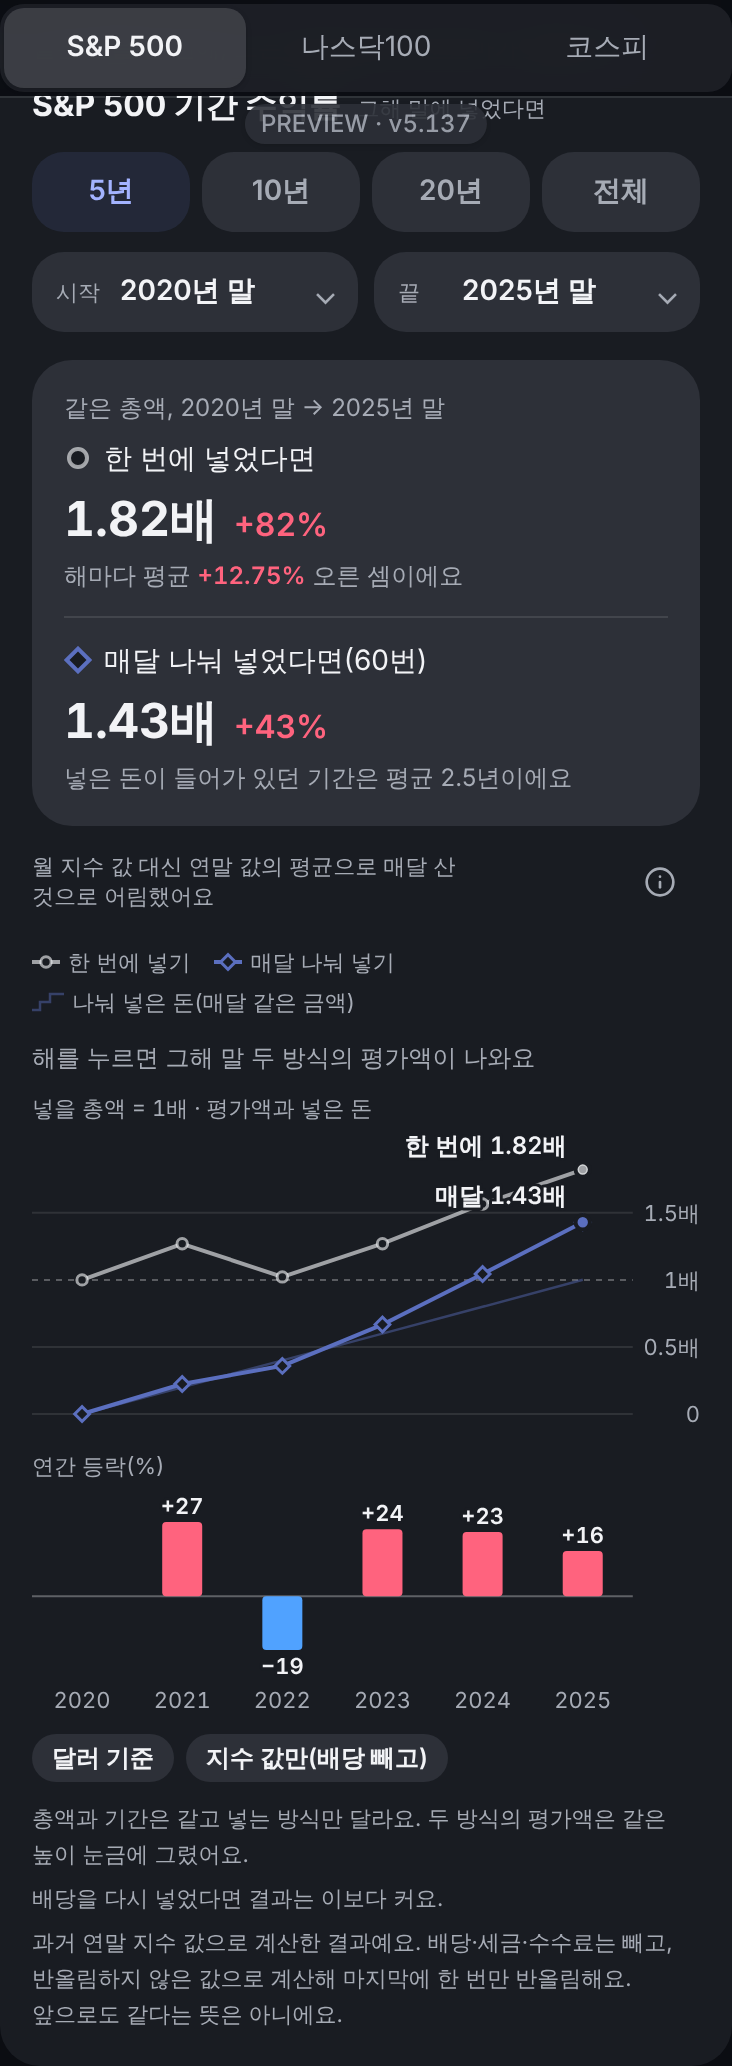 S&P 500
나스닥100
코스피
S&P 500 기간 수익률 그해 말에 넣었다면
PREVIEW · v5.137
5년
10년
20년
전체
시작 2020년 말
끝 2025년 말
같은 총액, 2020년 말 → 2025년 말
한 번에 넣었다면
1.82배 +82%
해마다 평균 +12.75% 오른 셈이에요
매달 나눠 넣었다면(60번)
1.43배 +43%
넣은 돈이 들어가 있던 기간은 평균 2.5년이에요
월 지수 값 대신 연말 값의 평균으로 매달 산
것으로 어림했어요
한 번에 넣기
매달 나눠 넣기
나눠 넣은 돈(매달 같은 금액)
해를 누르면 그해 말 두 방식의 평가액이 나와요
넣을 총액 = 1배 · 평가액과 넣은 돈
한 번에 1.82배
매달 1.43배
1.5배
1배
0.5배
0
연간 등락(%)
+27
+24
+23
+16
−19
2020
2021
2022
2023
2024
2025
달러 기준
지수 값만(배당 빼고)
총액과 기간은 같고 넣는 방식만 달라요. 두 방식의 평가액은 같은
높이 눈금에 그렸어요.
배당을 다시 넣었다면 결과는 이보다 커요.
과거 연말 지수 값으로 계산한 결과예요. 배당·세금·수수료는 빼고,
반올림하지 않은 값으로 계산해 마지막에 한 번만 반올림해요.
앞으로도 같다는 뜻은 아니에요.